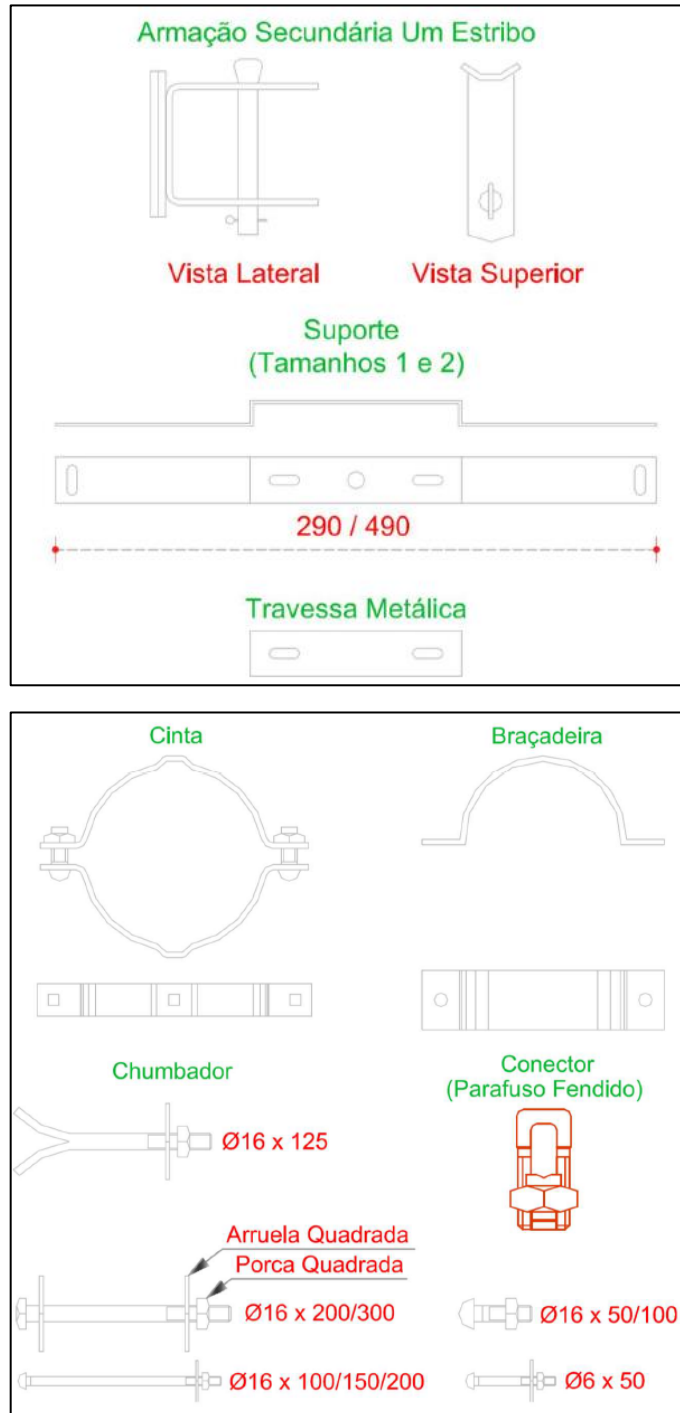 Armação Secundária Um Estribo
Vista Lateral
Vista Superior
Suporte
(Tamanhos 1 e 2)
290 / 490
Travessa Metálica
Cinta
Braçadeira
Chumbador
Conector
(Parafuso Fendido)
Ø16 x 125
Arruela Quadrada
Porca Quadrada
Ø16 x 200/300
Ø16 x 50/100
Ø16 x 100/150/200
Ø6 x 50